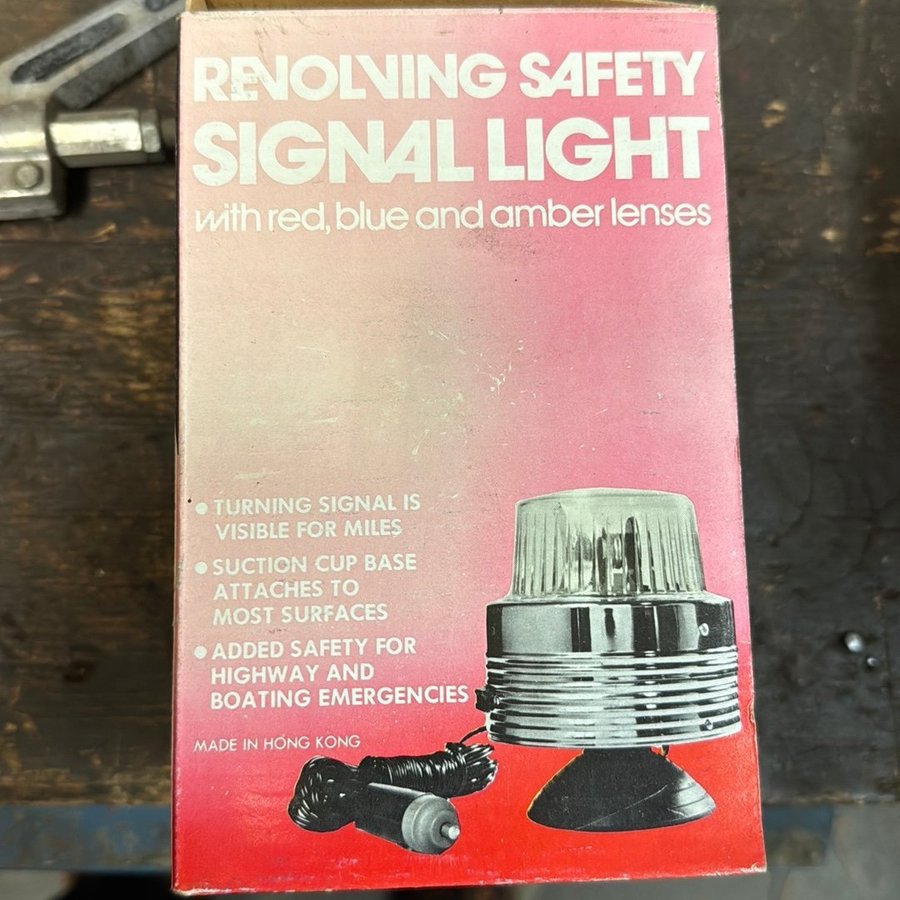 REVOLVING SAFETY
SIGNAL LIGHT
with red, blue and amber lenses
• TURNING SIGNAL IS
VISIBLE FOR MILES
• SUCTION CUP BASE
ATTACHES TO
MOST SURFACES
• ADDED SAFETY FOR
HIGHWAY AND
BOATING EMERGENCIES
MADE IN HONG KONG